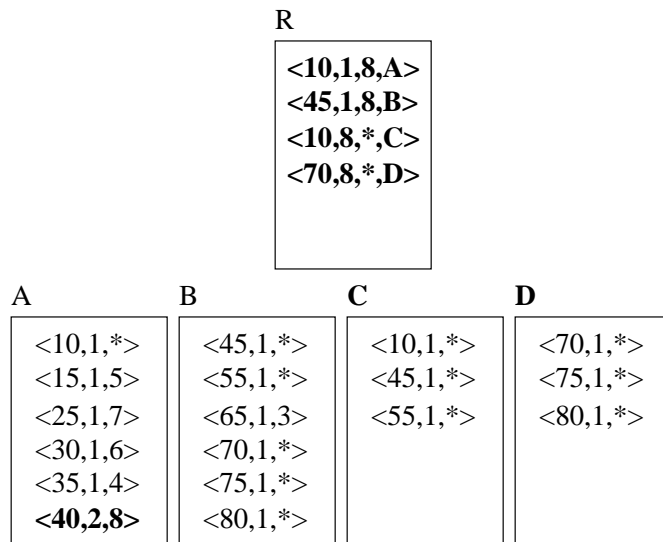 R
<10,1,8,A>
<45,1,8,B>
<10,8,*,C>
<70,8,*,D>
A
<10,1,*>
<15,1,5>
<25,1,7>
<30,1,6>
<35,1,4>
<40,2,8>
B
<45,1,*>
<55,1,*>
<65,1,3>
<70,1,*>
<75,1,*>
<80,1,*>
C
<10,1,*>
<45,1,*>
<55,1,*>
D
<70,1,*>
<75,1,*>
<80,1,*>